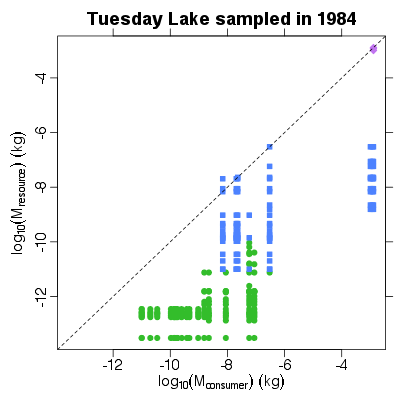 Tuesday Lake sampled in 1984
log10(Mresource) (kg)
-4
-6
-8
-10
-12
-12 -10 -8 -6 -4
log10(Mconsumer) (kg)